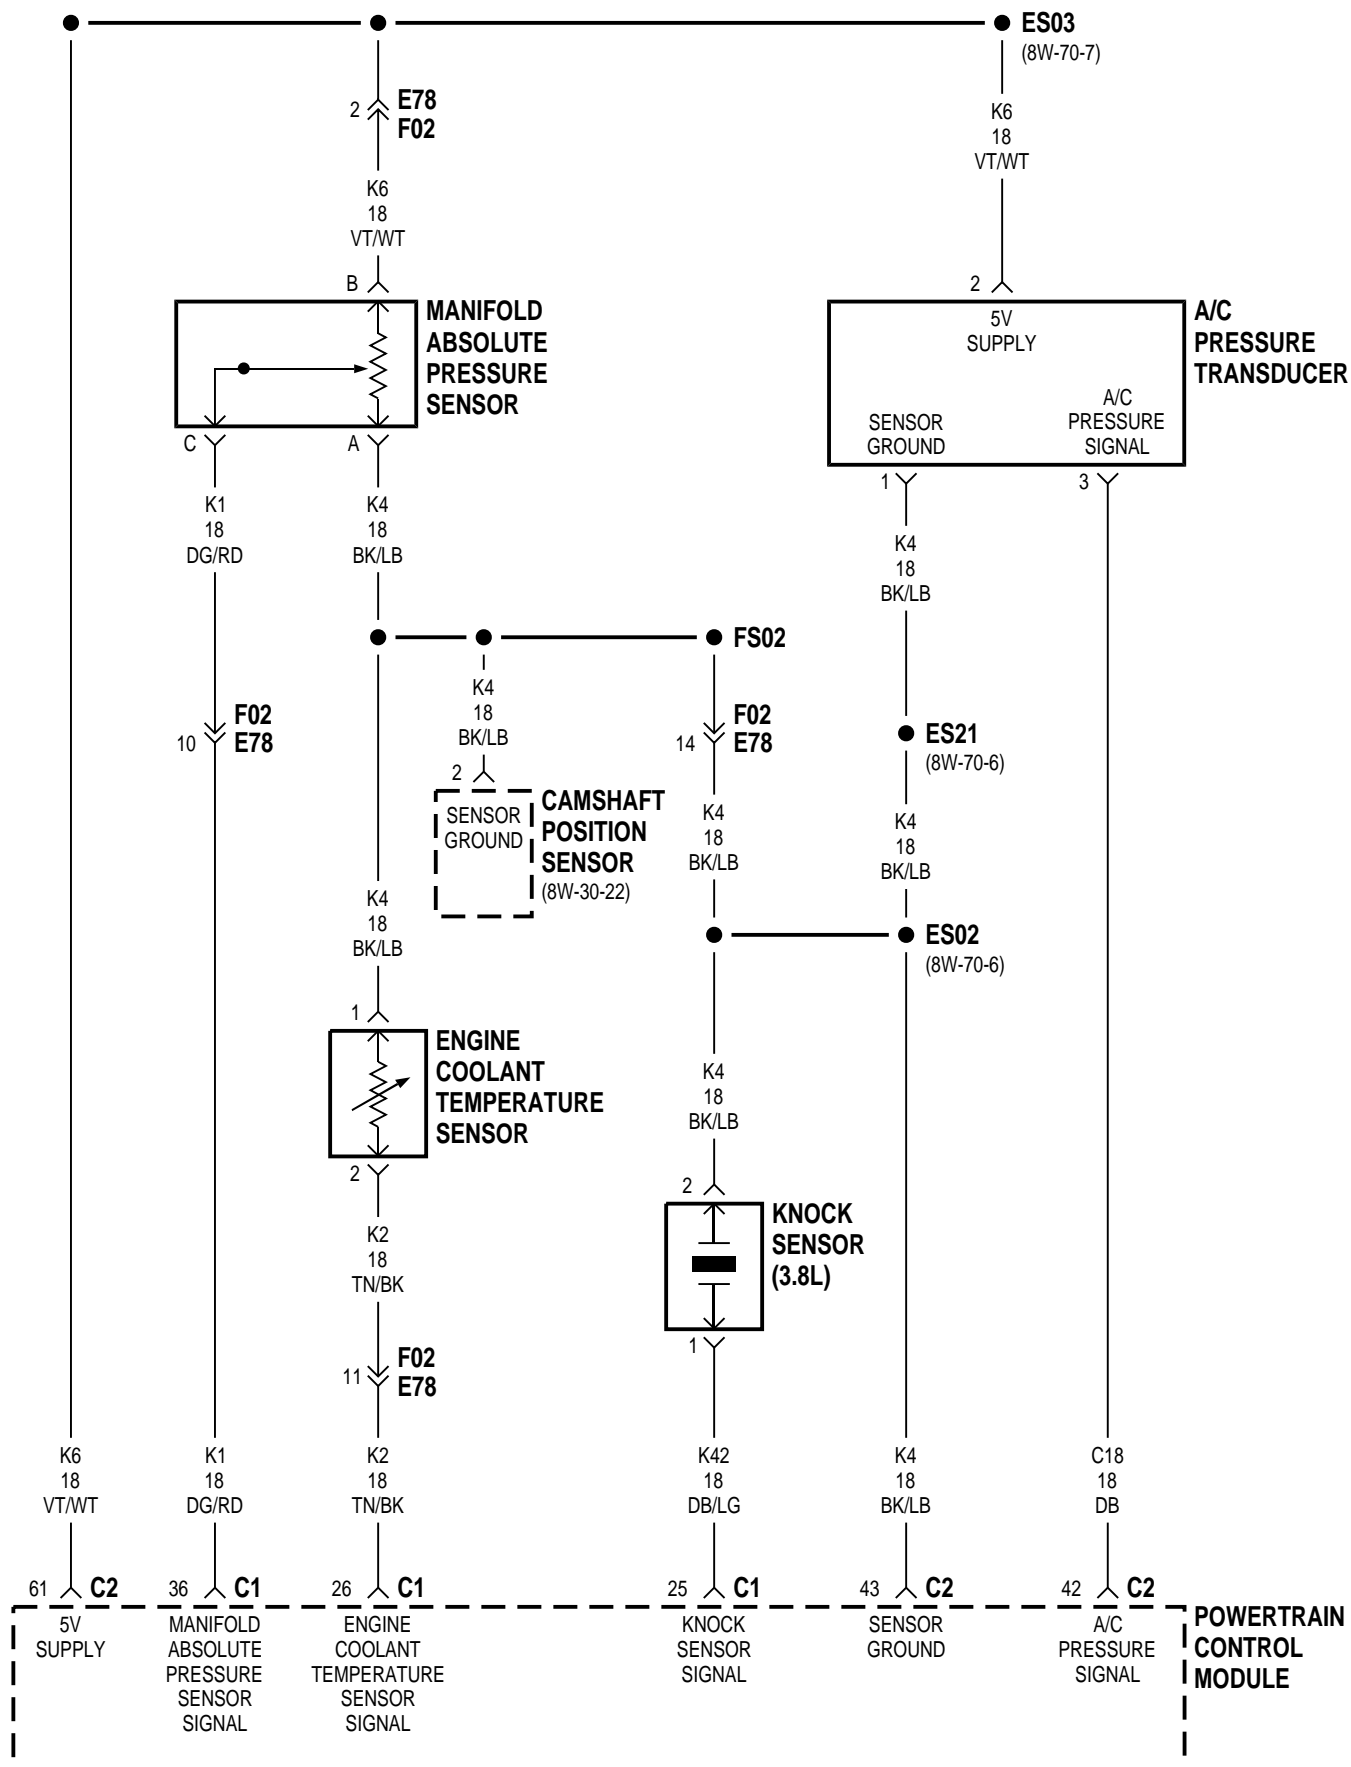 ES03
(8W-70-7)
2
E78
F02
K6
18
VT/WT
K6
18
VT/WT
B
2
MANIFOLD
ABSOLUTE
PRESSURE
SENSOR
5V
SUPPLY
SENSOR
GROUND
A/C
PRESSURE
SIGNAL
A/C
PRESSURE
TRANSDUCER
C
A
1
3
K1
18
DG/RD
K4
18
BK/LB
K4
18
BK/LB
FS02
K4
18
BK/LB
10
F02
E78
14
F02
E78
ES21
(8W-70-6)
2
SENSOR
GROUND
CAMSHAFT
POSITION
SENSOR
(8W-30-22)
K4
18
BK/LB
K4
18
BK/LB
K4
18
BK/LB
ES02
(8W-70-6)
1
ENGINE
COOLANT
TEMPERATURE
SENSOR
K4
18
BK/LB
2
2
KNOCK
SENSOR
(3.8L)
K2
18
TN/BK
1
11
F02
E78
K6
18
VT/WT
K1
18
DG/RD
K2
18
TN/BK
K42
18
DB/LG
K4
18
BK/LB
C18
18
DB
61
C2
36
C1
26
C1
25
C1
43
C2
42
C2
5V
SUPPLY
MANIFOLD
ABSOLUTE
PRESSURE
SENSOR
SIGNAL
ENGINE
COOLANT
TEMPERATURE
SENSOR
SIGNAL
KNOCK
SENSOR
SIGNAL
SENSOR
GROUND
A/C
PRESSURE
SIGNAL
POWERTRAIN
CONTROL
MODULE